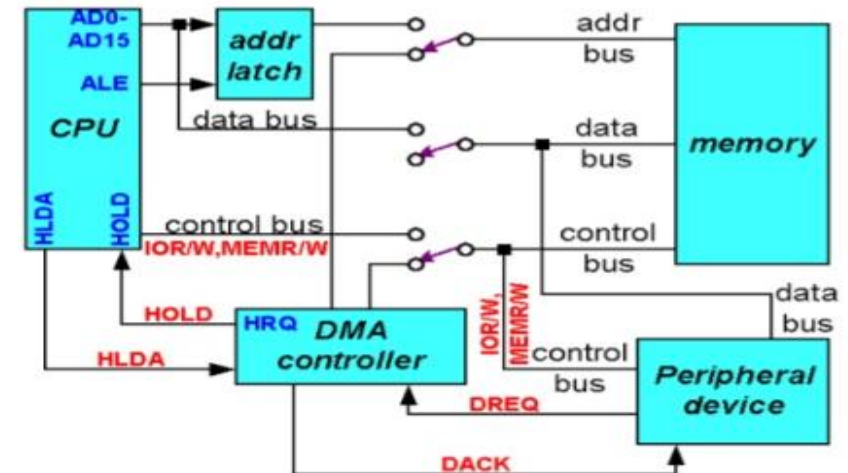 AD0-
AD15
ALE
CPU
HLDA
HOLD
addr
latch
data bus
control bus
IOR/W,MEMR/W
addr
bus
data
bus
control
bus
memory
HOLD
HLDA
HRQ
DMA
controller
IOR/W,
MEMR/W
control
bus
data
bus
Peripheral
device
DREQ
DACK